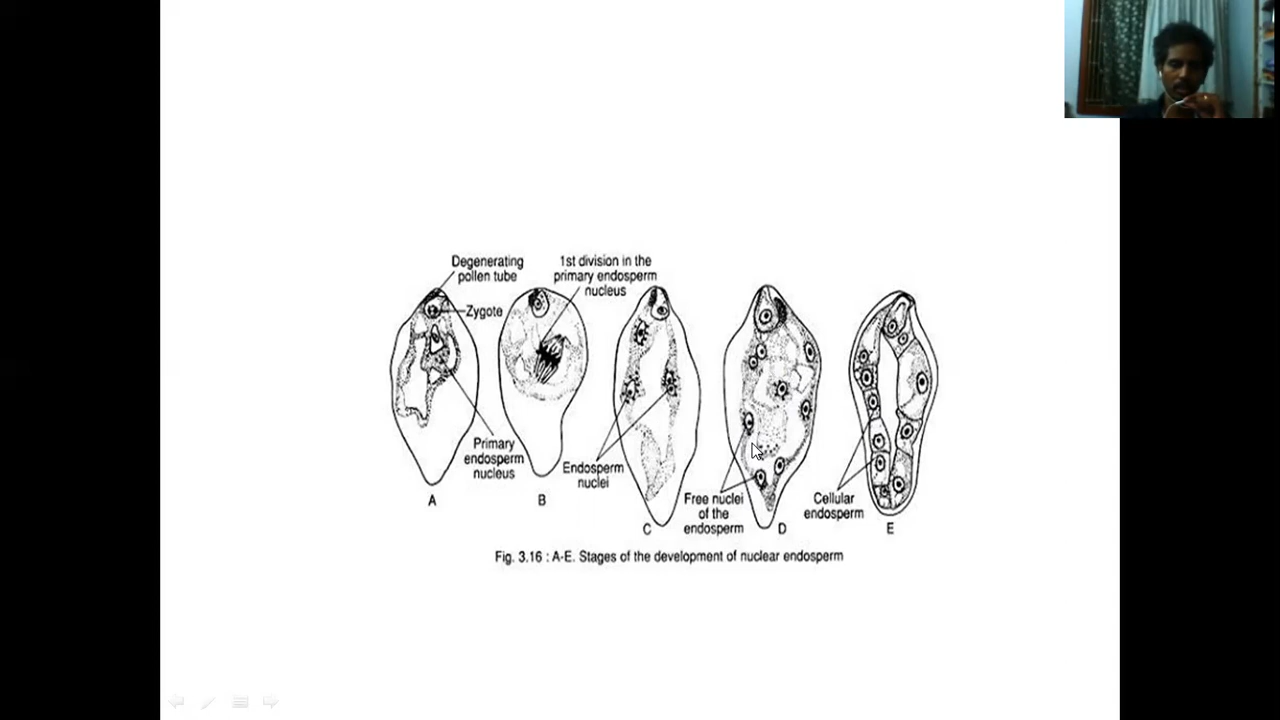 Degenerating
pollen tube
1st division in the
primary endosperm
nucleus
Zygote
Primary
endosperm
nucleus
Endosperm
nuclei
Free nuclei
of the
endosperm
Cellular
endosperm
A
B
C
D
E
Fig. 3.16 : A-E. Stages of the development of nuclear endosperm